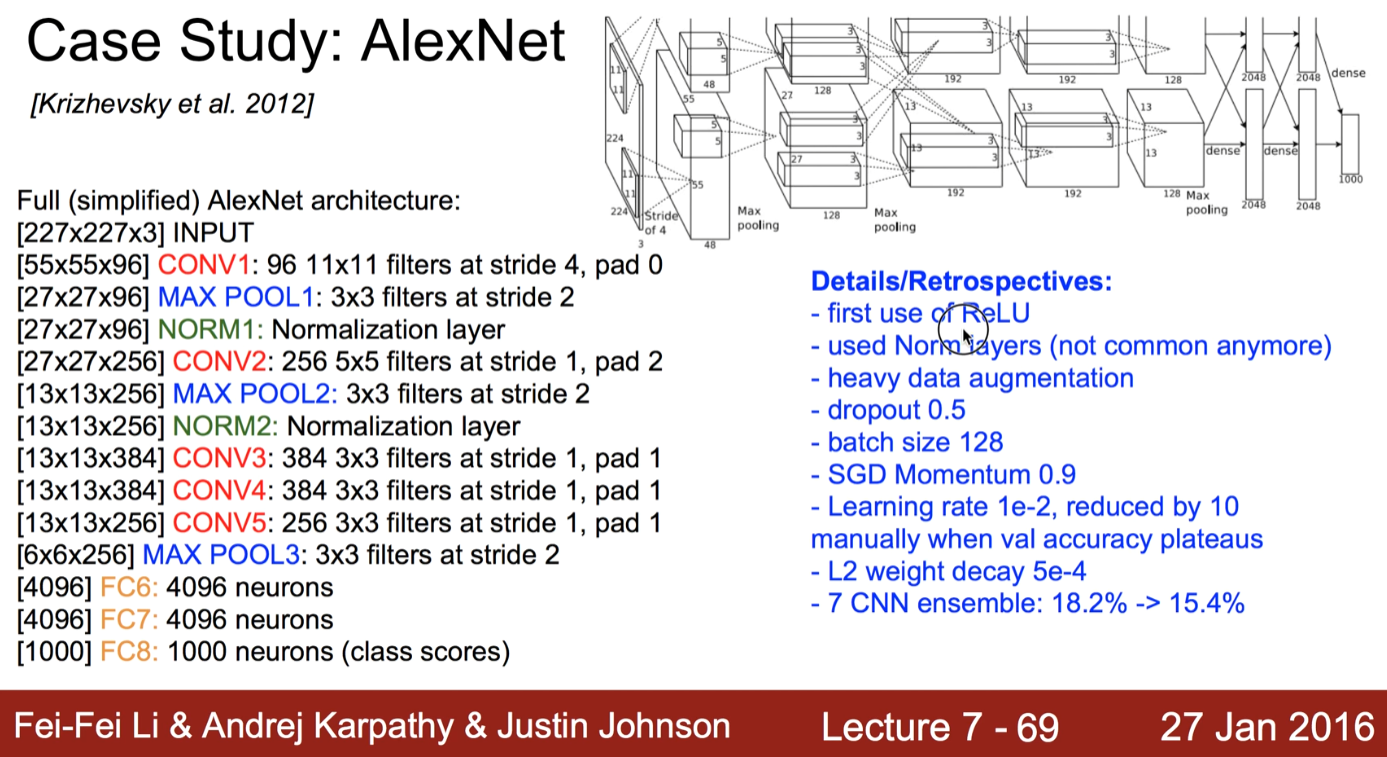 Case Study: AlexNet
[Krizhevsky et al. 2012]
5
5
48
55
11
11
224
3
3
128
27
3
3
192
13
3
3
192
128
2048
2048
dense
5
5
55
48
11
11
224
Stride
of 4
3
Max
pooling
3
3
27
3
3
128
Max
pooling
13
3
3
192
13
13
3
3
13
192
13
13
128
Max
pooling
dense
dense
2048
2048
1000
Full (simplified) AlexNet architecture:
[227x227x3] INPUT
[55x55x96] CONV1: 96 11x11 filters at stride 4, pad 0
[27x27x96] MAX POOL1: 3x3 filters at stride 2
[27x27x96] NORM1: Normalization layer
[27x27x256] CONV2: 256 5x5 filters at stride 1, pad 2
[13x13x256] MAX POOL2: 3x3 filters at stride 2
[13x13x256] NORM2: Normalization layer
[13x13x384] CONV3: 384 3x3 filters at stride 1, pad 1
[13x13x384] CONV4: 384 3x3 filters at stride 1, pad 1
[13x13x256] CONV5: 256 3x3 filters at stride 1, pad 1
[6x6x256] MAX POOL3: 3x3 filters at stride 2
[4096] FC6: 4096 neurons
[4096] FC7: 4096 neurons
[1000] FC8: 1000 neurons (class scores)
Details/Retrospectives:
- first use of ReLU
- used Norm layers (not common anymore)
- heavy data augmentation
- dropout 0.5
- batch size 128
- SGD Momentum 0.9
- Learning rate 1e-2, reduced by 10
manually when val accuracy plateaus
- L2 weight decay 5e-4
- 7 CNN ensemble: 18.2% -> 15.4%
Fei-Fei Li & Andrej Karpathy & Justin Johnson
Lecture 7 - 69
27 Jan 2016